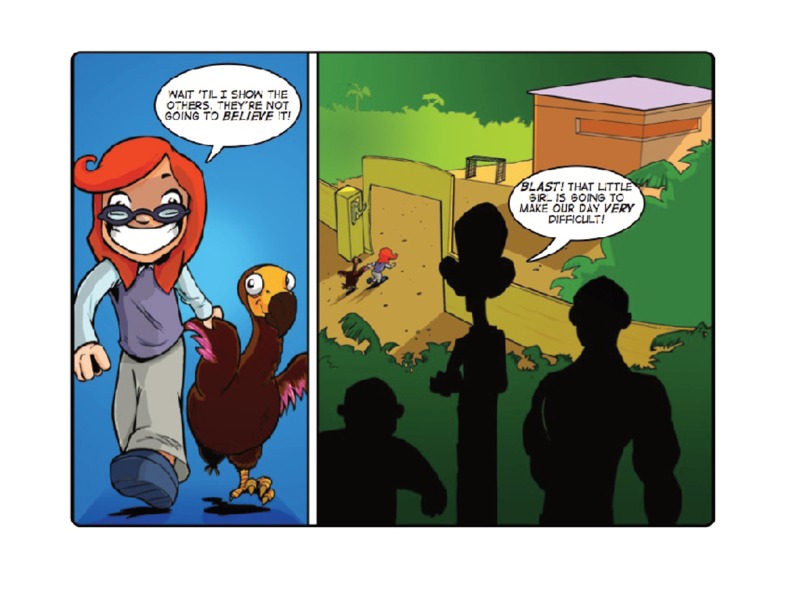 WAIT 'TIL I SHOW THE
OTHERS. THEY'RE NOT
GOING TO BELIEVE IT!
BLAST! THAT LITTLE
GIRL IS GOING TO
MAKE OUR DAY VERY
DIFFICULT!